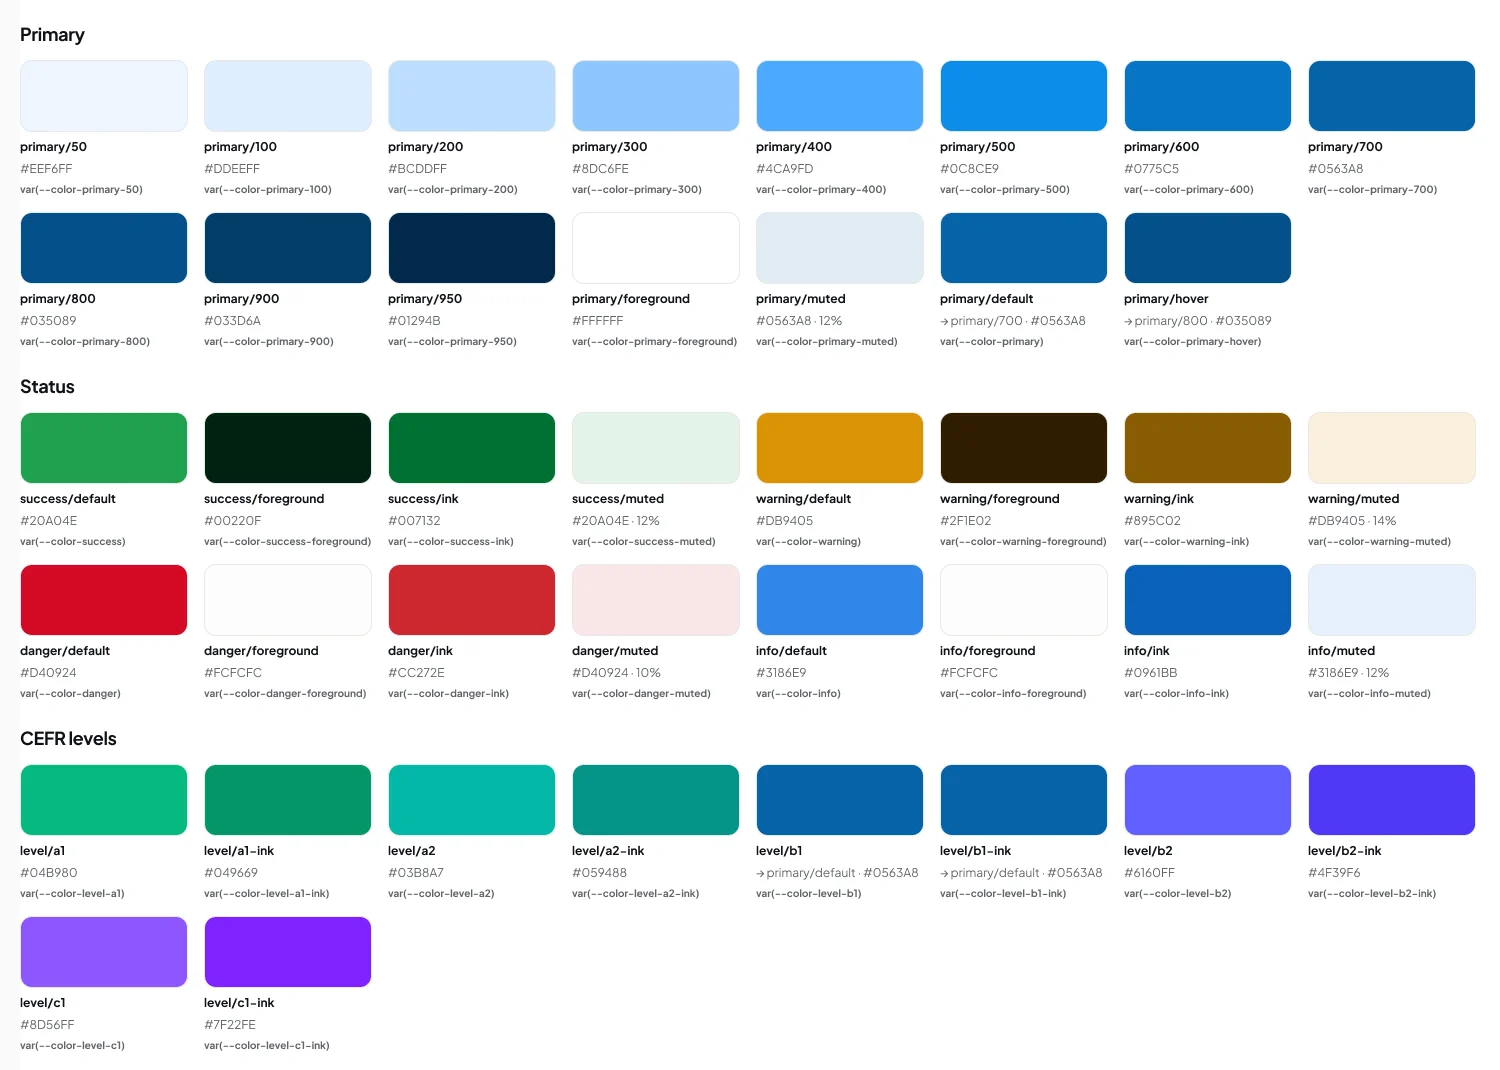 Primary
primary/50 primary/100 primary/200 primary/300 primary/400 primary/500 primary/600 primary/700
#EEF6FF #DDEEFF #BCDDFF #8DC6FE #4CA9FD #0C8CE9 #0775C5 #0563A8
var(--color-primary-50) var(--color-primary-100) var(--color-primary-200) var(--color-primary-300) var(--color-primary-400) var(--color-primary-500) var(--color-primary-600) var(--color-primary-700)
primary/800 primary/900 primary/950 primary/foreground primary/muted primary/default primary/hover
#035089 #033D6A #01294B #FFFFFF #0563A8 · 12% → primary/700 · #0563A8 → primary/800 · #035089
var(--color-primary-800) var(--color-primary-900) var(--color-primary-950) var(--color-primary-foreground) var(--color-primary-muted) var(--color-primary) var(--color-primary-hover)
Status
success/default success/foreground success/ink success/muted warning/default warning/foreground warning/ink warning/muted
#20A04E #00220F #007132 #20A04E · 12% #DB9405 #2F1E02 #895C02 #DB9405 · 14%
var(--color-success) var(--color-success-foreground) var(--color-success-ink) var(--color-success-muted) var(--color-warning) var(--color-warning-foreground) var(--color-warning-ink) var(--color-warning-muted)
danger/default danger/foreground danger/ink danger/muted info/default info/foreground info/ink info/muted
#D40924 #FCFCFC #CC272E #D40924 · 10% #3186E9 #FCFCFC #0961BB #3186E9 · 12%
var(--color-danger) var(--color-danger-foreground) var(--color-danger-ink) var(--color-danger-muted) var(--color-info) var(--color-info-foreground) var(--color-info-ink) var(--color-info-muted)
CEFR levels
level/a1 level/a1-ink level/a2 level/a2-ink level/b1 level/b1-ink level/b2 level/b2-ink
#04B980 #049669 #03B8A7 #059488 → primary/default · #0563A8 → primary/default · #0563A8 #6160FF #4F39F6
var(--color-level-a1) var(--color-level-a1-ink) var(--color-level-a2) var(--color-level-a2-ink) var(--color-level-b1) var(--color-level-b1-ink) var(--color-level-b2) var(--color-level-b2-ink)
level/c1 level/c1-ink
#8D56FF #7F22FE
var(--color-level-c1) var(--color-level-c1-ink)